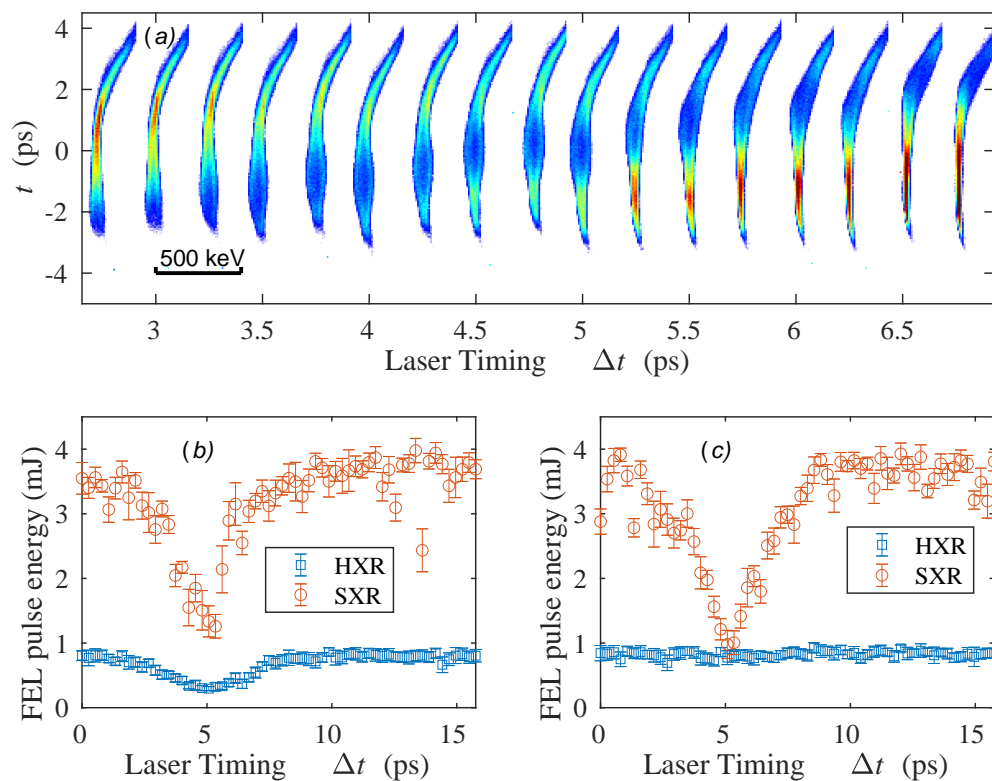 (a)
4
2
0
-2
-4
t (ps)
500 keV
3 3.5 4 4.5 5 5.5 6 6.5
Laser Timing Δt (ps)
(b)
4
3
2
1
0
FEL pulse energy (mJ)
HXR
SXR
0 5 10 15
Laser Timing Δt (ps)
(c)
4
3
2
1
0
FEL pulse energy (mJ)
HXR
SXR
0 5 10 15
Laser Timing Δt (ps)